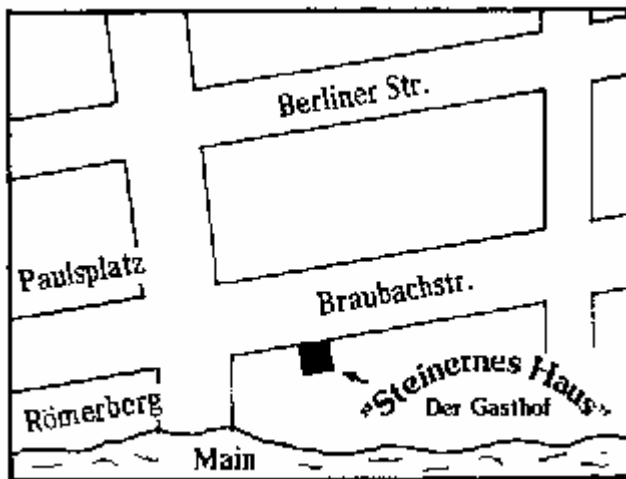 Berliner Str.
Paulsplatz
Braubachstr.
"Steinernes Haus"
Der Gasthof
Römerberg
Main